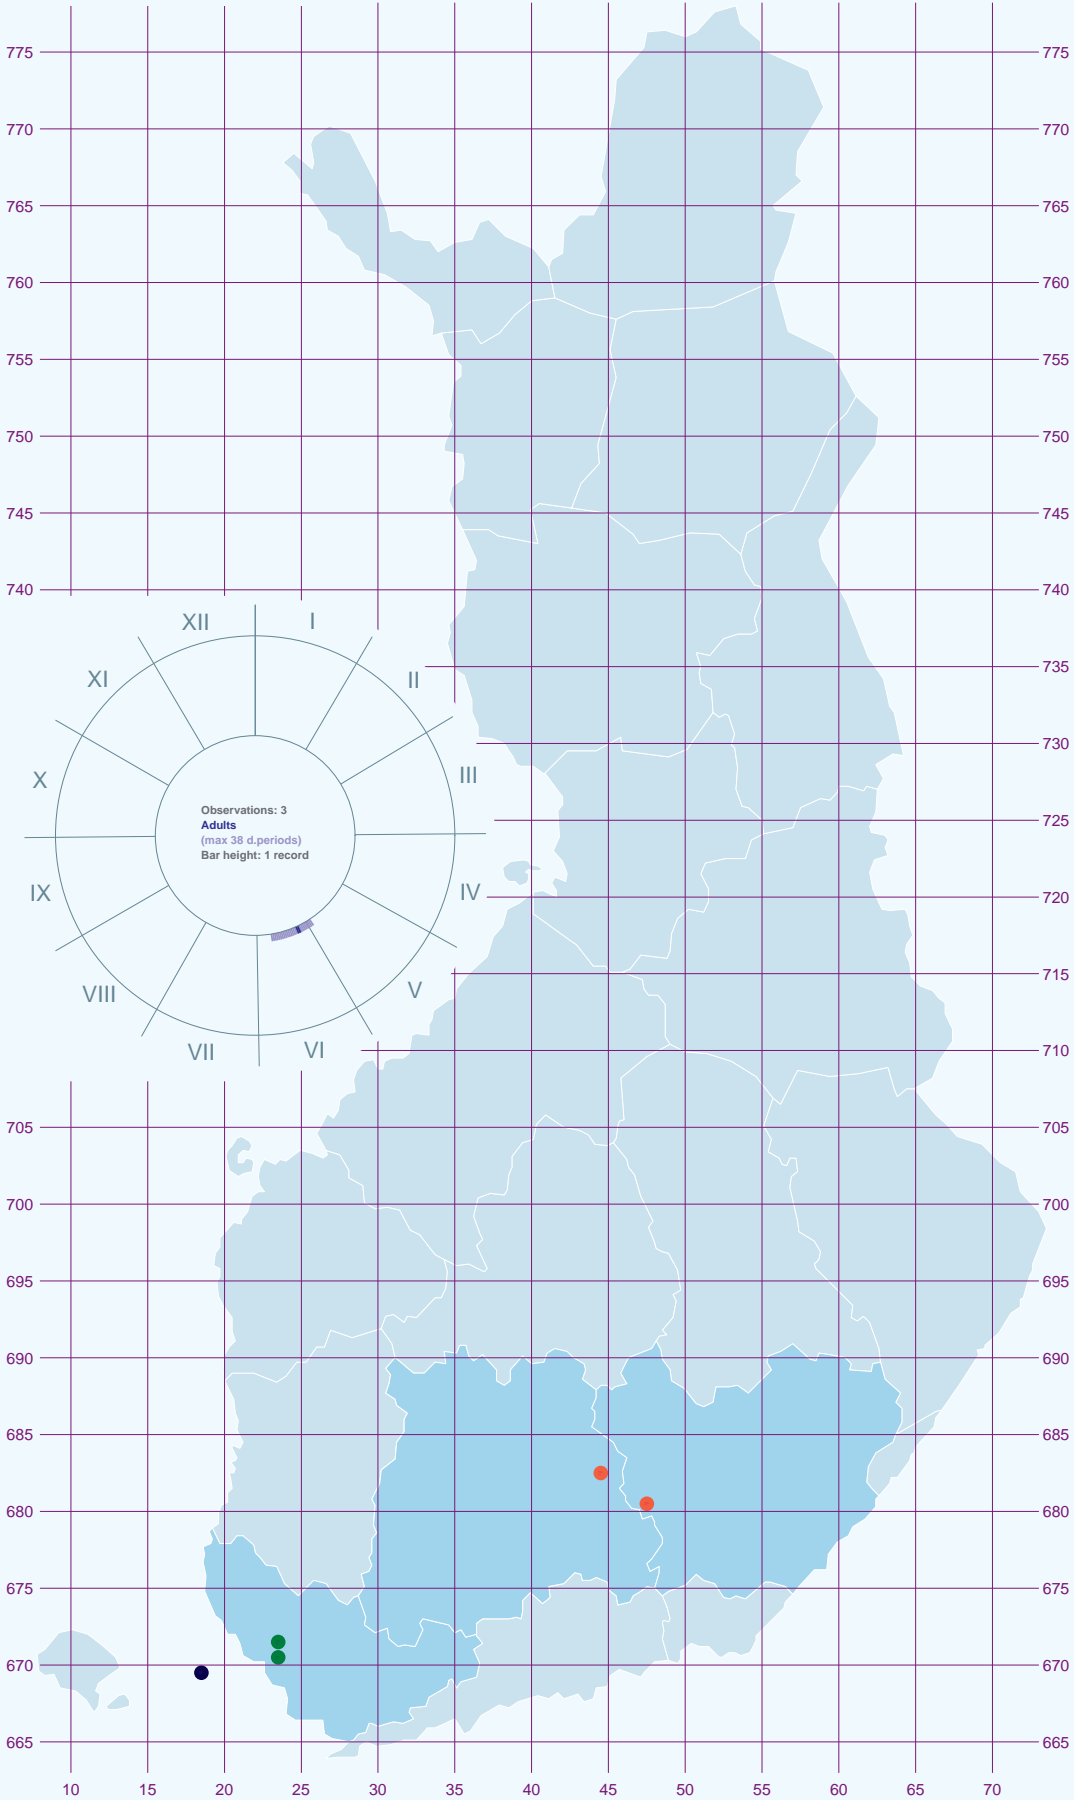 775 775
770 770
765 765
760 760
755 755
750 750
745 745
740 740
XII I
XI II
735
730
X III
Observations: 3
Adults
(max 38 d.periods)
Bar height: 1 record
725
IX IV
720
VIII V
715
VII VI
710
705 705
700 700
695 695
690 690
685 685
680 680
675 675
670 670
665 665
10 15 20 25 30 35 40 45 50 55 60 65 70